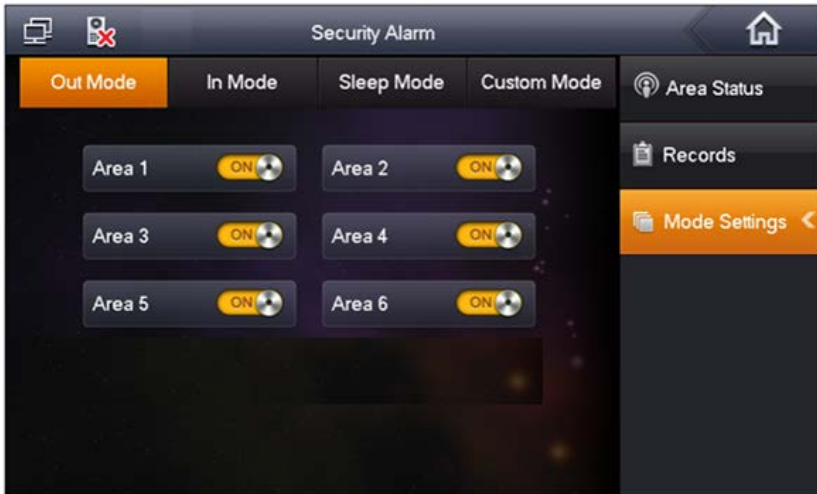 Security Alarm
Out Mode In Mode Sleep Mode Custom Mode
Area 1 ON Area 2 ON
Area 3 ON Area 4 ON
Area 5 ON Area 6 ON
Area Status
Records
Mode Settings